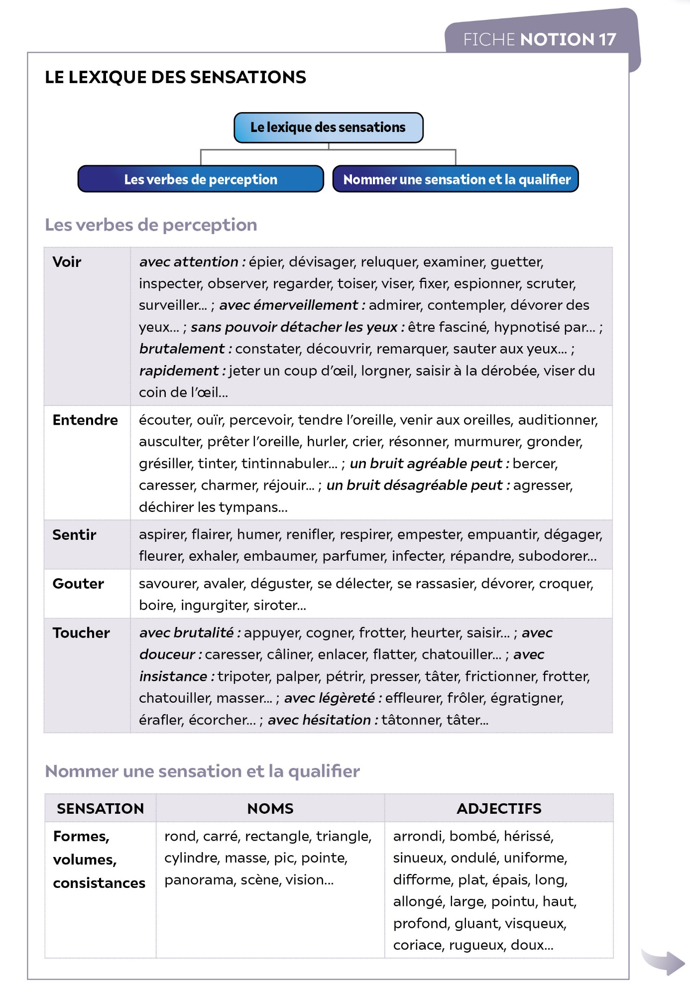 FICHE NOTION 17
LE LEXIQUE DES SENSATIONS
Le lexique des sensations
Les verbes de perception
Nommer une sensation et la qualifier
Les verbes de perception
Voir
avec attention : épier, dévisager, reluquer, examiner, guetter,
inspecter, observer, regarder, toiser, viser, fixer, espionner, scruter,
surveiller... ; avec émerveillement : admirer, contempler, dévorer des
yeux... ; sans pouvoir détacher les yeux : être fasciné, hypnotisé par... ;
brutalement : constater, découvrir, remarquer, sauter aux yeux... ;
rapidement : jeter un coup d'œil, lorgner, saisir à la dérobée, viser du
coin de l'œil...
Entendre
écouter, ouïr, percevoir, tendre l'oreille, venir aux oreilles, auditionner,
ausculter, prêter l'oreille, hurler, crier, résonner, murmurer, gronder,
grésiller, tinter, tintinnabuler... ; un bruit agréable peut : bercer,
caresser, charmer, réjouir... ; un bruit désagréable peut : agresser,
déchirer les tympans...
Sentir
aspirer, flairer, humer, renifler, respirer, empester, empuantir, dégager,
fleurer, exhaler, embaumer, parfumer, infecter, répandre, subodorer...
Gouter
savourer, avaler, déguster, se délecter, se rassasier, dévorer, croquer,
boire, ingurgiter, siroter...
Toucher
avec brutalité : appuyer, cogner, frotter, heurter, saisir... ; avec
douceur : caresser, câliner, enlacer, flatter, chatouiller... ; avec
insistance : tripoter, palper, pétrir, presser, tâter, frictionner, frotter,
chatouiller, masser... ; avec légèreté : effleurer, frôler, égratigner,
érafler, écorcher... ; avec hésitation : tâtonner, tâter...
Nommer une sensation et la qualifier
SENSATION
NOMS
ADJECTIFS
Formes,
volumes,
consistances
rond, carré, rectangle, triangle,
cylindre, masse, pic, pointe,
panorama, scène, vision...
arrondi, bombé, hérissé,
sinueux, ondulé, uniforme,
difforme, plat, épais, long,
allongé, large, pointu, haut,
profond, gluant, visqueux,
coriace, rugueux, doux...